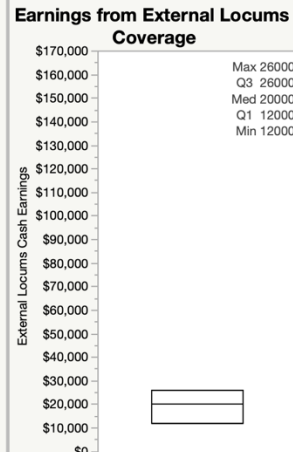 Earnings from External Locums
Coverage
$170,000
$160,000
$150,000
$140,000
$130,000
$120,000
$110,000
$100,000
$90,000
$80,000
$70,000
$60,000
$50,000
$40,000
$30,000
$20,000
$10,000
$0
External Locums Cash Earnings
Max 26000
Q3 26000
Med 20000
Q1 12000
Min 12000